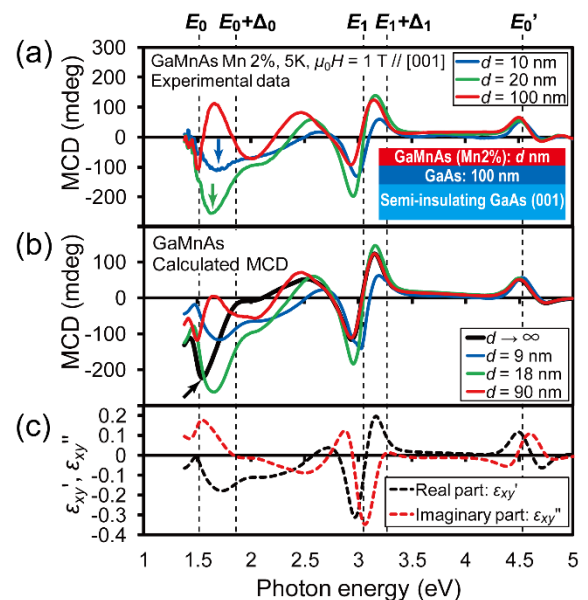 E₀ E₀+Δ₀ E₁ E₁+Δ₁ E₀'
(a)
GaMnAs Mn 2%, 5K, μ₀H = 1 T // [001]
Experimental data
d = 10 nm
d = 20 nm
d = 100 nm
GaMnAs (Mn2%): d nm
GaAs: 100 nm
Semi-insulating GaAs (001)
MCD (mdeg)
300
200
100
0
-100
-200
(b)
GaMnAs
Calculated MCD
d → ∞
d = 9 nm
d = 18 nm
d = 90 nm
MCD (mdeg)
100
0
-100
-200
(c)
Real part: εxy'
Imaginary part: εxy''
εxy', εxy''
0.2
0.1
0
-0.1
-0.2
-0.3
-0.4
1 1.5 2 2.5 3 3.5 4 4.5 5
Photon energy (eV)